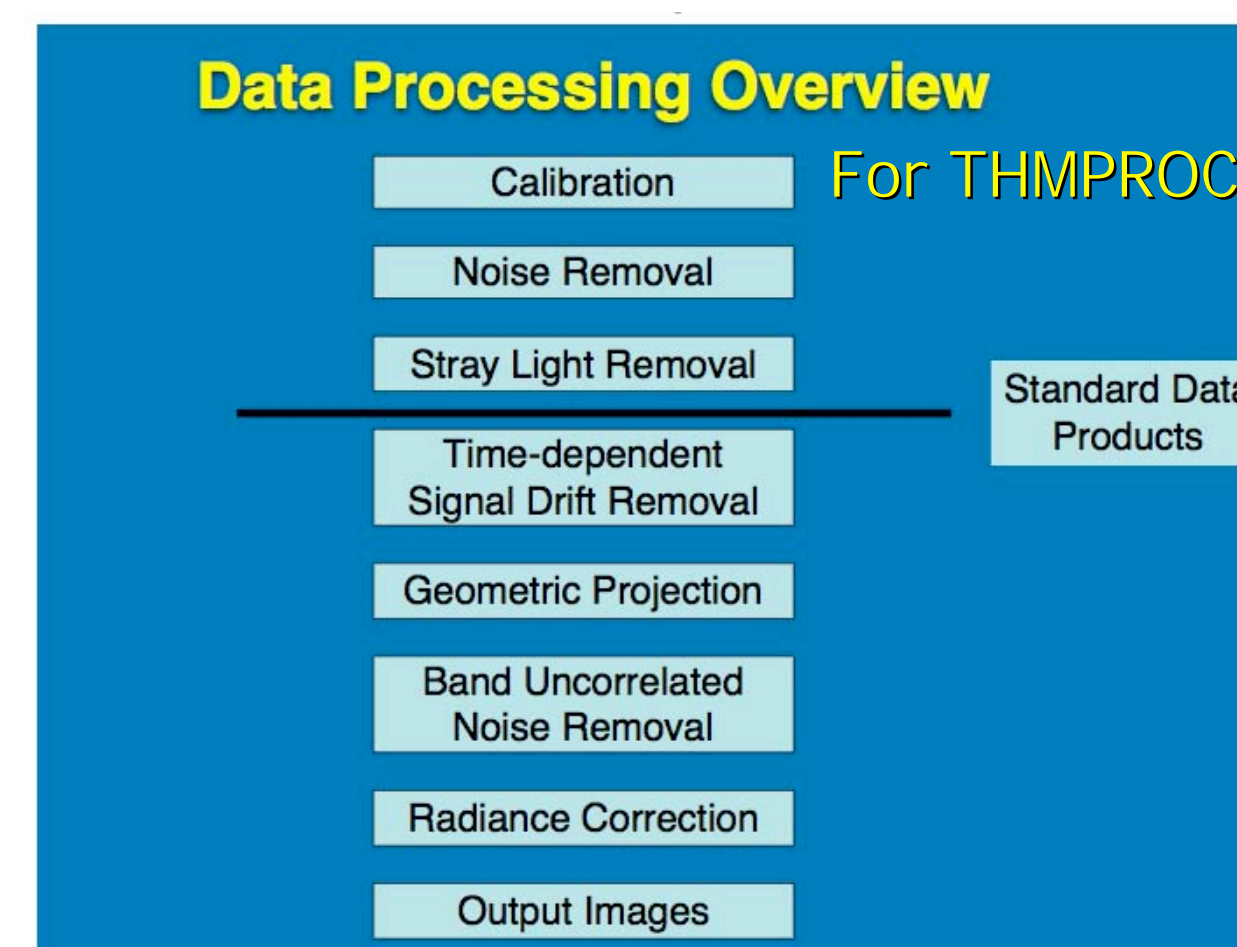 Data Processing Overview
For THMPROC
Calibration
Noise Removal
Stray Light Removal
Standard Data
Products
Time-dependent
Signal Drift Removal
Geometric Projection
Band Uncorrelated
Noise Removal
Radiance Correction
Output Images